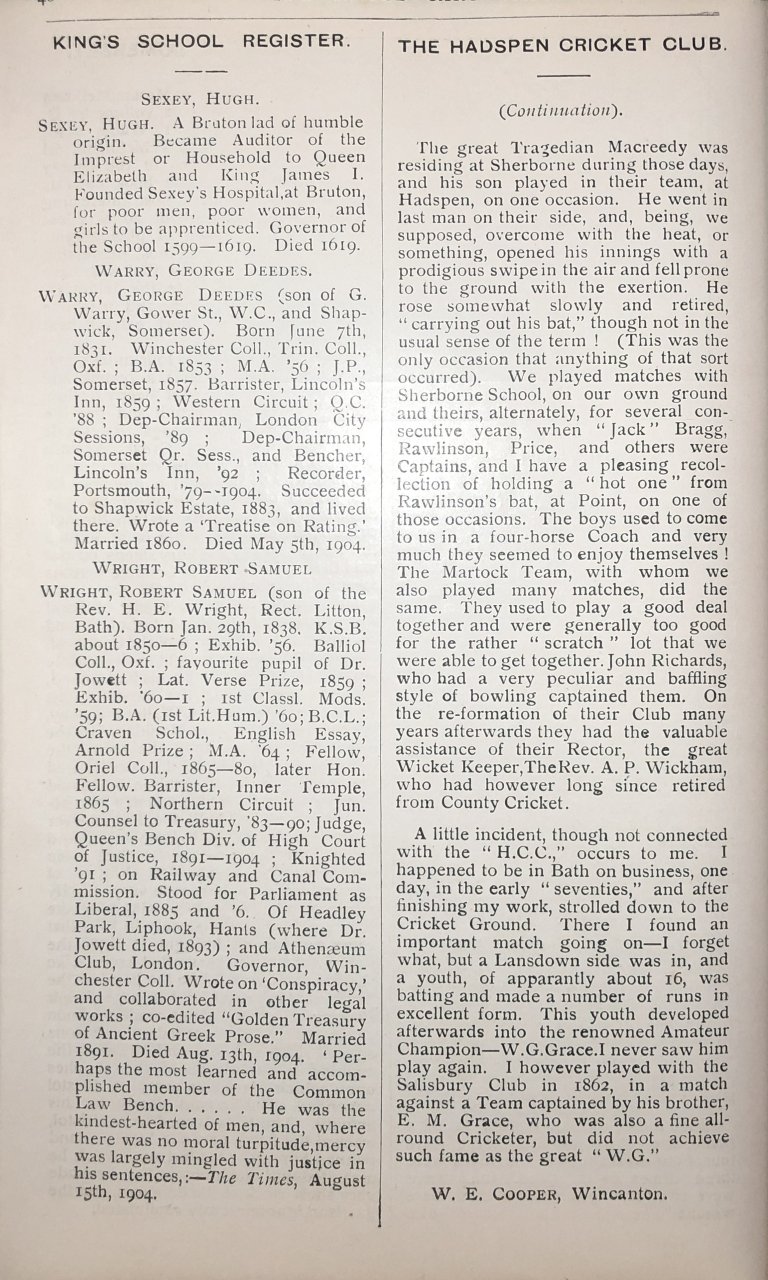 KING'S SCHOOL REGISTER.
SEXEY, HUGH.
SEXEY, HUGH. A Bruton lad of humble
origin. Became Auditor of the
Imprest or Household to Queen
Elizabeth and King James I.
Founded Sexey's Hospital,at Bruton,
for poor men, poor women, and
girls to be apprenticed. Governor of
the School 1599—1619. Died 1619.
WARRY, GEORGE DEEDES.
WARRY, GEORGE DEEDES (son of G.
Warry, Gower St., W.C., and Shap-
wick, Somerset). Born June 7th,
1831. Winchester Coll., Trin. Coll.,
Oxf. ; B.A. 1853 ; M.A. '56 ; J.P.,
Somerset, 1857. Barrister, Lincoln's
Inn, 1859 ; Western Circuit ; Q.C.
'88 ; Dep-Chairman, London City
Sessions, '89 ; Dep-Chairman,
Somerset Qr. Sess., and Bencher,
Lincoln's Inn, '92 ; Recorder,
Portsmouth, '79--1904. Succeeded
to Shapwick Estate, 1883, and lived
there. Wrote a 'Treatise on Rating.'
Married 1860. Died May 5th, 1904.
WRIGHT, ROBERT SAMUEL
WRIGHT, ROBERT SAMUEL (son of the
Rev. H. E. Wright, Rect. Litton,
Bath). Born Jan. 29th, 1838. K.S.B.
about 1850—6 ; Exhib. '56. Balliol
Coll., Oxf. ; favourite pupil of Dr.
Jowett ; Lat. Verse Prize, 1859 ;
Exhib. '60—1 ; 1st Classl. Mods.
'59; B.A. (1st Lit.Hum.) '60; B.C.L.;
Craven Schol., English Essay,
Arnold Prize ; M.A. '64 ; Fellow,
Oriel Coll., 1865—80, later Hon.
Fellow. Barrister, Inner Temple,
1865 ; Northern Circuit ; Jun.
Counsel to Treasury, '83—90; Judge,
Queen's Bench Div. of High Court
of Justice, 1891—1904 ; Knighted
'91 ; on Railway and Canal Com-
mission. Stood for Parliament as
Liberal, 1885 and '6. Of Headley
Park, Liphook, Hants (where Dr.
Jowett died, 1893) ; and Athenæum
Club, London. Governor, Win-
chester Coll. Wrote on 'Conspiracy,'
and collaborated in other legal
works ; co-edited "Golden Treasury
of Ancient Greek Prose." Married
1891. Died Aug. 13th, 1904. ' Per-
haps the most learned and accom-
plished member of the Common
Law Bench. . . . . . He was the
kindest-hearted of men, and, where
there was no moral turpitude,mercy
was largely mingled with justice in
his sentences,:—The Times, August
15th, 1904.
THE HADSPEN CRICKET CLUB.
(Continuation).
The great Tragedian Macreedy was
residing at Sherborne during those days,
and his son played in their team, at
Hadspen, on one occasion. He went in
last man on their side, and, being, we
supposed, overcome with the heat, or
something, opened his innings with a
prodigious swipe in the air and fell prone
to the ground with the exertion. He
rose somewhat slowly and retired,
" carrying out his bat," though not in the
usual sense of the term ! (This was the
only occasion that anything of that sort
occurred). We played matches with
Sherborne School, on our own ground
and theirs, alternately, for several con-
secutive years, when " Jack " Bragg,
Rawlinson, Price, and others were
Captains, and I have a pleasing recol-
lection of holding a " hot one " from
Rawlinson's bat, at Point, on one of
those occasions. The boys used to come
to us in a four-horse Coach and very
much they seemed to enjoy themselves !
The Martock Team, with whom we
also played many matches, did the
same. They used to play a good deal
together and were generally too good
for the rather " scratch " lot that we
were able to get together. John Richards,
who had a very peculiar and baffling
style of bowling captained them. On
the re-formation of their Club many
years afterwards they had the valuable
assistance of their Rector, the great
Wicket Keeper,TheRev. A. P. Wickham,
who had however long since retired
from County Cricket.
A little incident, though not connected
with the " H.C.C.," occurs to me. I
happened to be in Bath on business, one
day, in the early " seventies," and after
finishing my work, strolled down to the
Cricket Ground. There I found an
important match going on—I forget
what, but a Lansdown side was in, and
a youth, of apparantly about 16, was
batting and made a number of runs in
excellent form. This youth developed
afterwards into the renowned Amateur
Champion—W.G.Grace.I never saw him
play again. I however played with the
Salisbury Club in 1862, in a match
against a Team captained by his brother,
E. M. Grace, who was also a fine all-
round Cricketer, but did not achieve
such fame as the great " W.G."
W. E. COOPER, Wincanton.